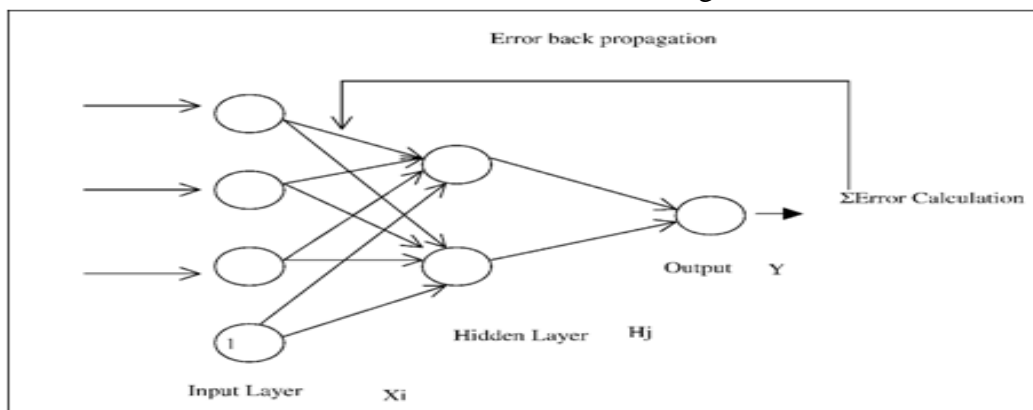 Error back propagation
ΣError Calculation
Output Y
Hidden Layer Hj
1
Input Layer Xi